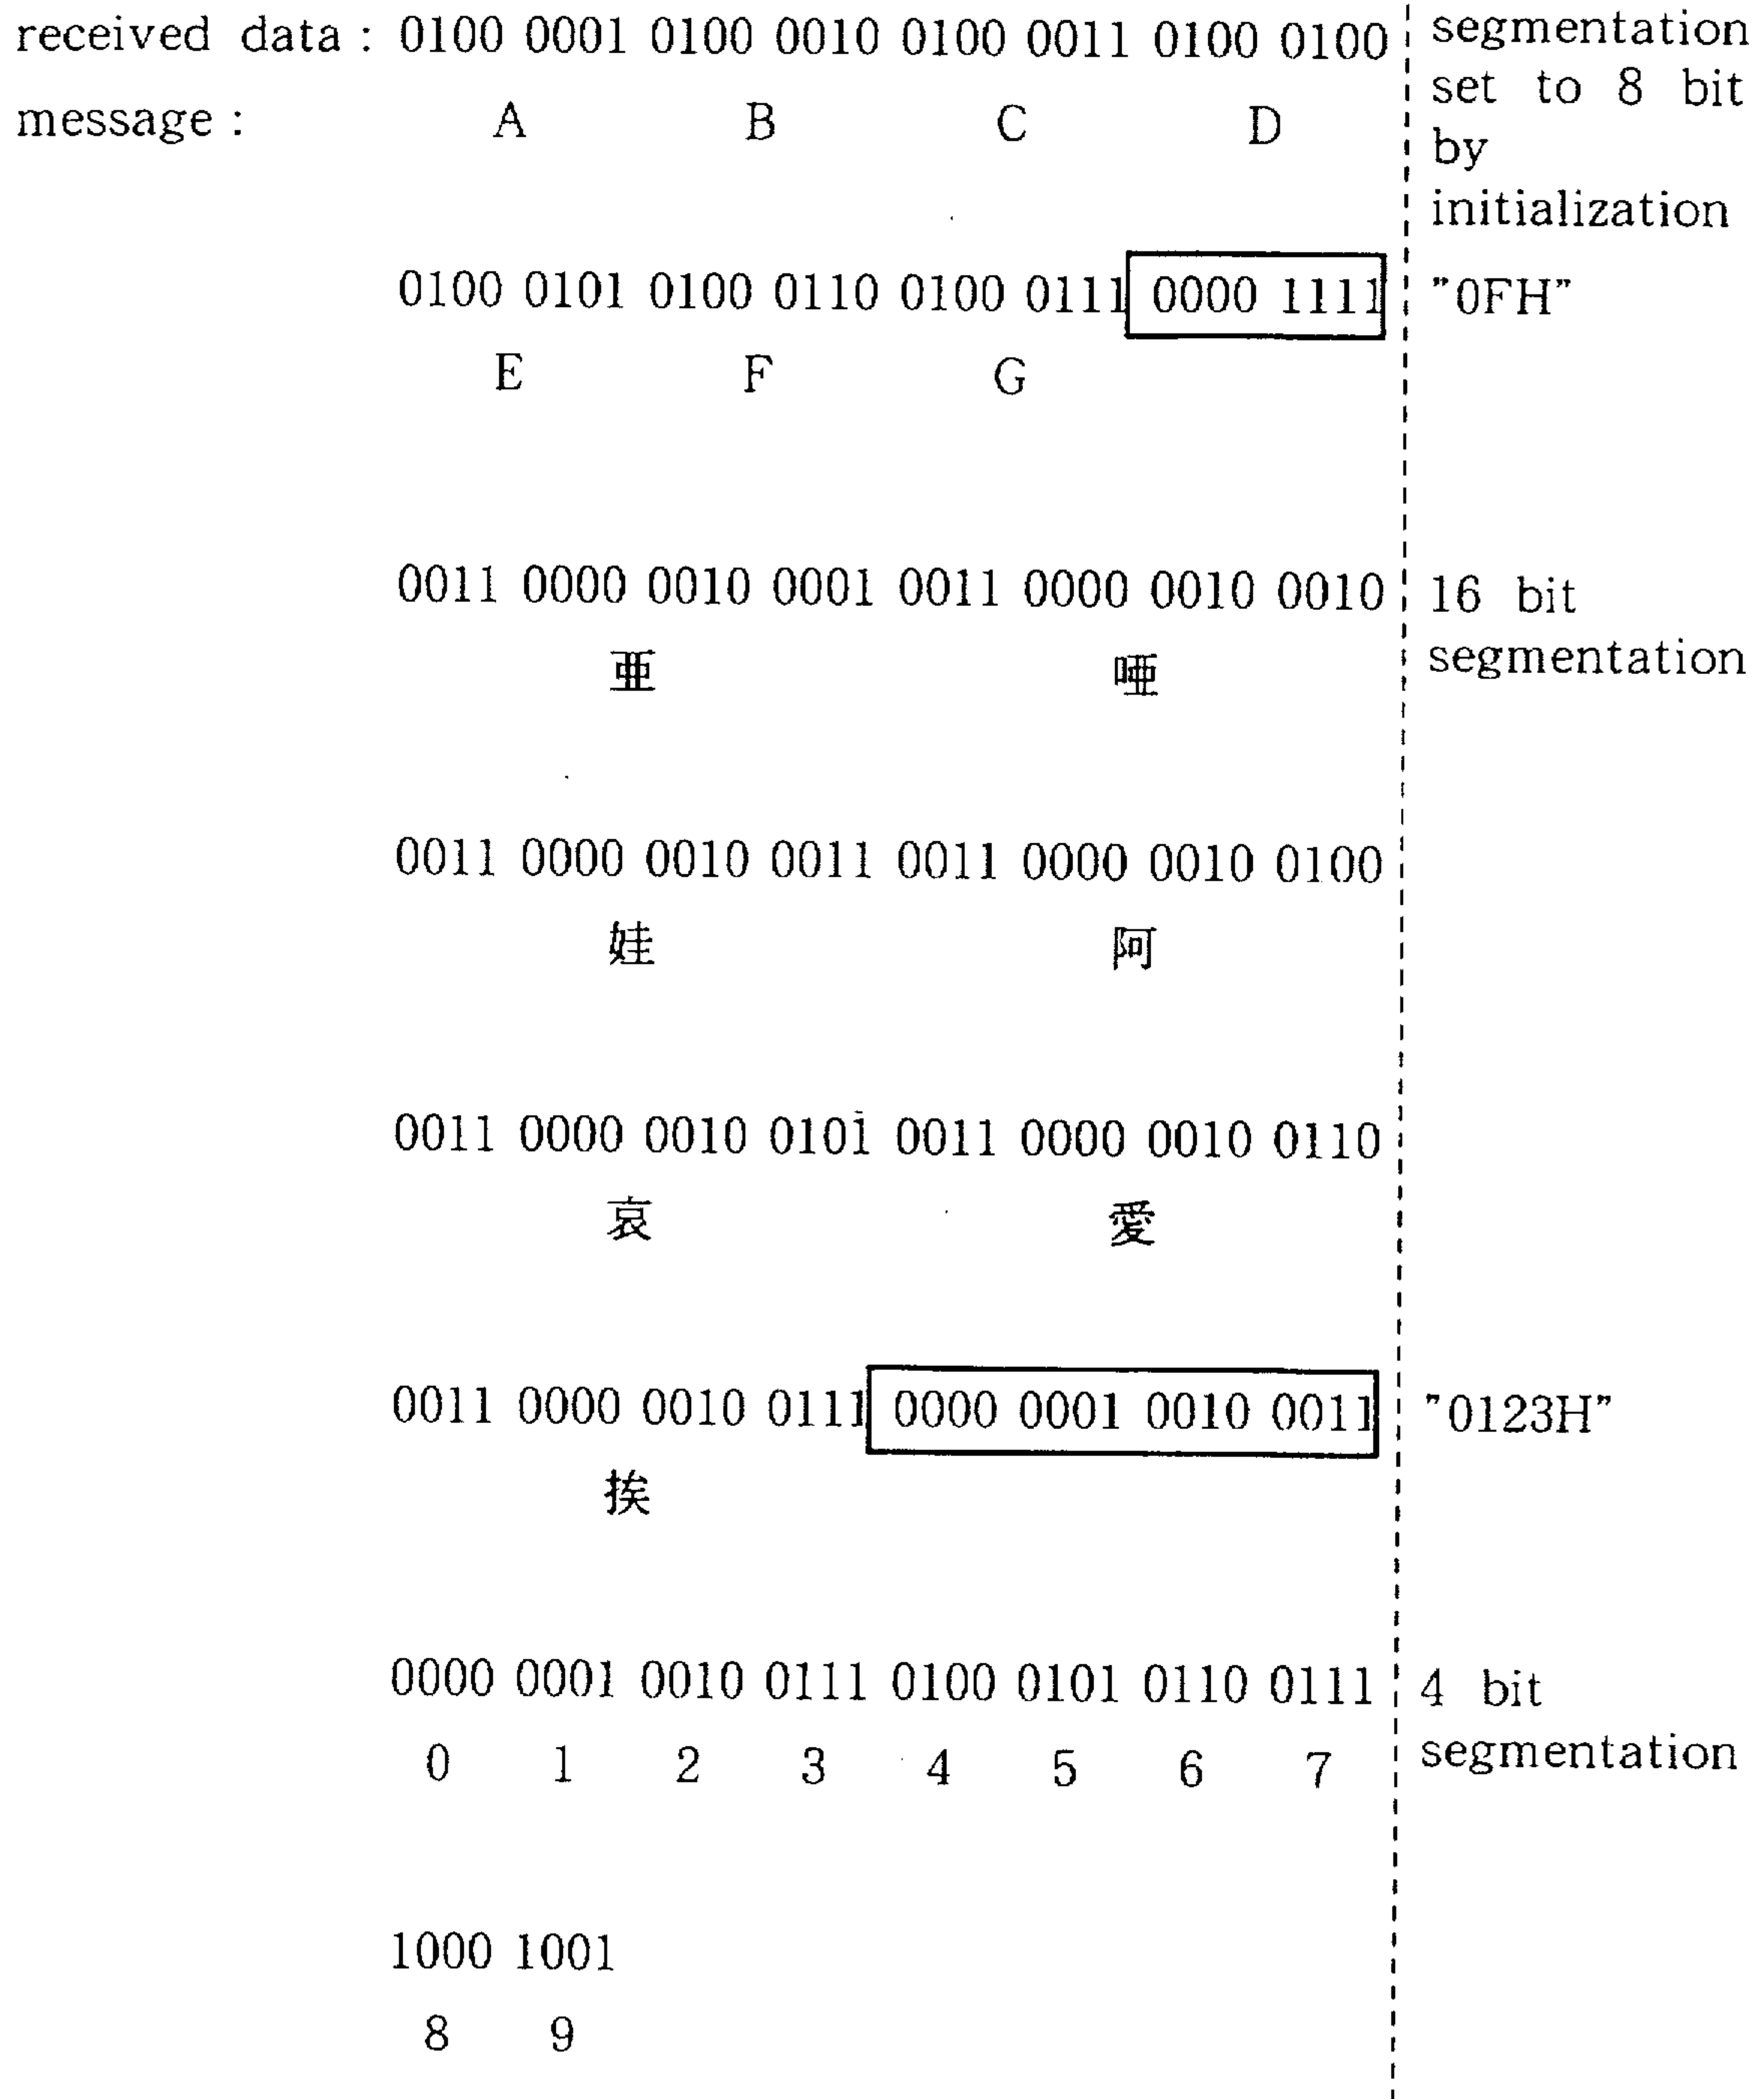 received data : 0100 0001 0100 0010 0100 0011 0100 0100
message : A B C D
segmentation
set to 8 bit
by
initialization
0100 0101 0100 0110 0100 0111 0000 1111 "0FH"
E F G
0011 0000 0010 0001 0011 0000 0010 0010 16 bit
亜 唖 segmentation
0011 0000 0010 0011 0011 0000 0010 0100
娃 阿
0011 0000 0010 0101 0011 0000 0010 0110
哀 愛
0011 0000 0010 0111 0000 0001 0010 0011 "0123H"
挨
0000 0001 0010 0111 0100 0101 0110 0111 4 bit
0 1 2 3 4 5 6 7 segmentation
1000 1001
8 9